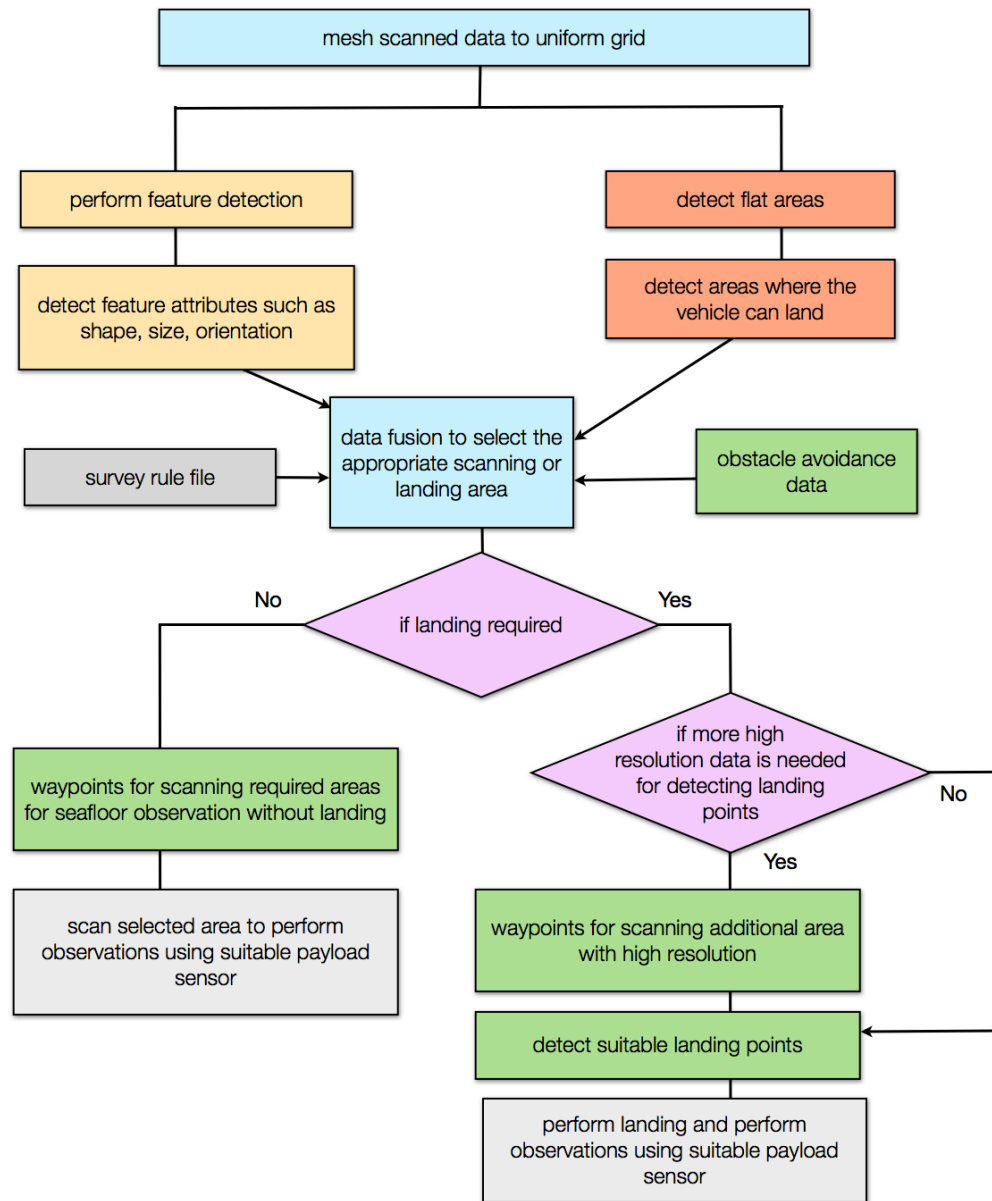 mesh scanned data to uniform grid
perform feature detection
detect flat areas
detect feature attributes such as
shape, size, orientation
detect areas where the
vehicle can land
data fusion to select the
appropriate scanning or
landing area
survey rule file
obstacle avoidance
data
No
Yes
if landing required
if more high
resolution data is needed
for detecting landing
points
No
waypoints for scanning required areas
for seafloor observation without landing
Yes
scan selected area to perform
observations using suitable payload
sensor
waypoints for scanning additional area
with high resolution
detect suitable landing points
perform landing and perform
observations using suitable payload
sensor